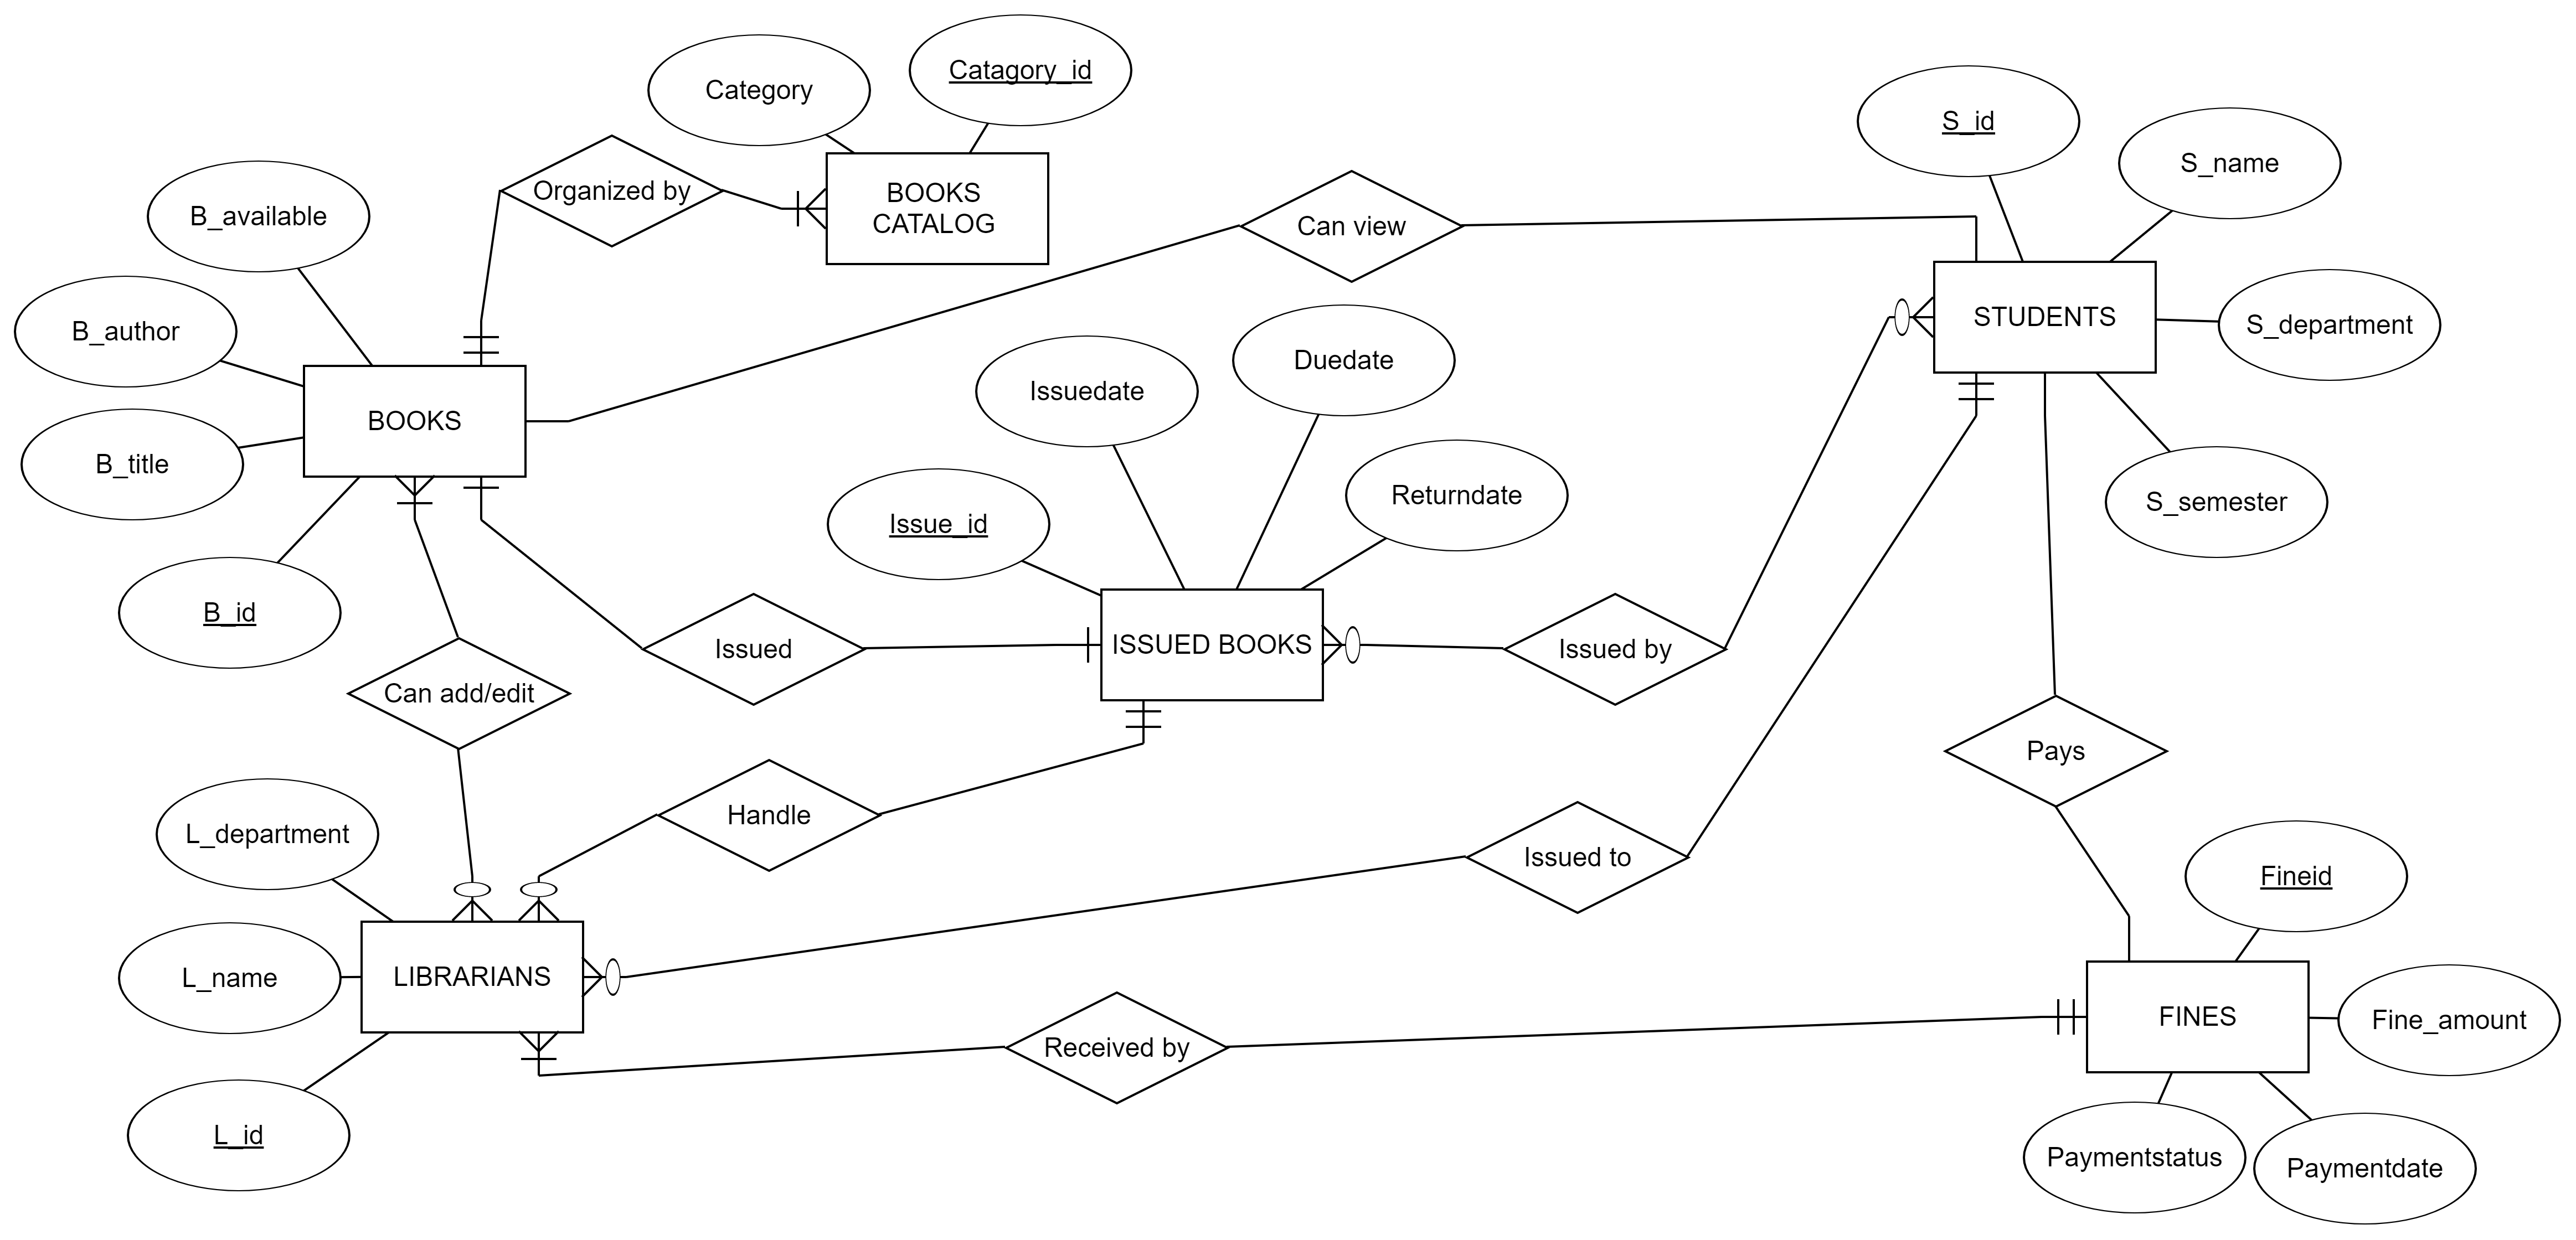 Catagory_id
Category
S_id
S_name
Organized by
BOOKS
CATALOG
B_available
Can view
STUDENTS
S_department
B_author
Duedate
Issuedate
BOOKS
B_title
Returndate
S_semester
Issue_id
B_id
Issued
ISSUED BOOKS
Issued by
Can add/edit
Pays
Handle
L_department
Issued to
Fineid
L_name
LIBRARIANS
FINES
Fine_amount
Received by
L_id
Paymentstatus
Paymentdate